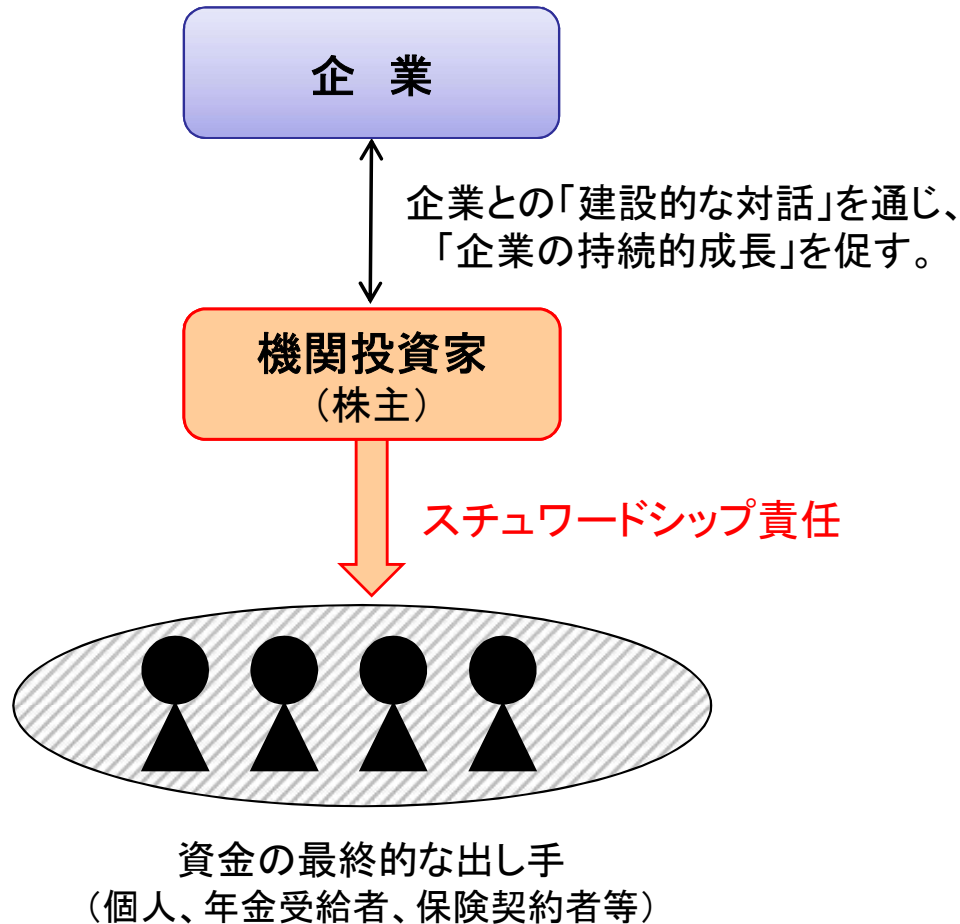 企 業
企業との「建設的な対話」を通じ、
「企業の持続的成長」を促す。
機関投資家
（株主）
スチュワードシップ責任
資金の最終的な出し手
（個人、年金受給者、保険契約者等）